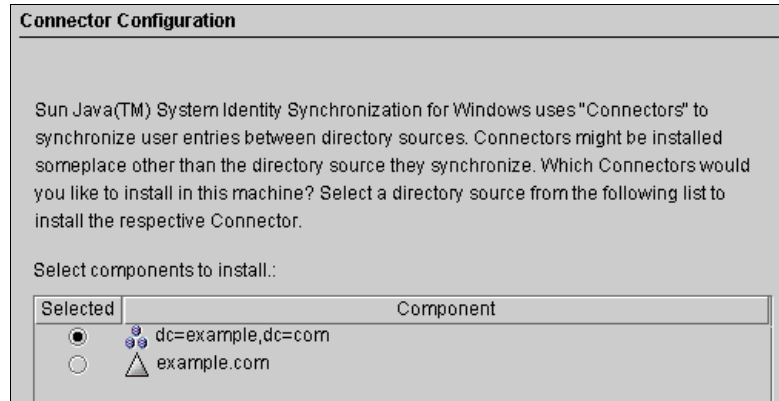 Connector Configuration
Sun Java(TM) System Identity Synchronization for Windows uses "Connectors" to
synchronize user entries between directory sources. Connectors might be installed
someplace other than the directory source they synchronize. Which Connectors would
you like to install in this machine? Select a directory source from the following list to
install the respective Connector.
Select components to install.:
Selected Component
dc=example,dc=com
example.com